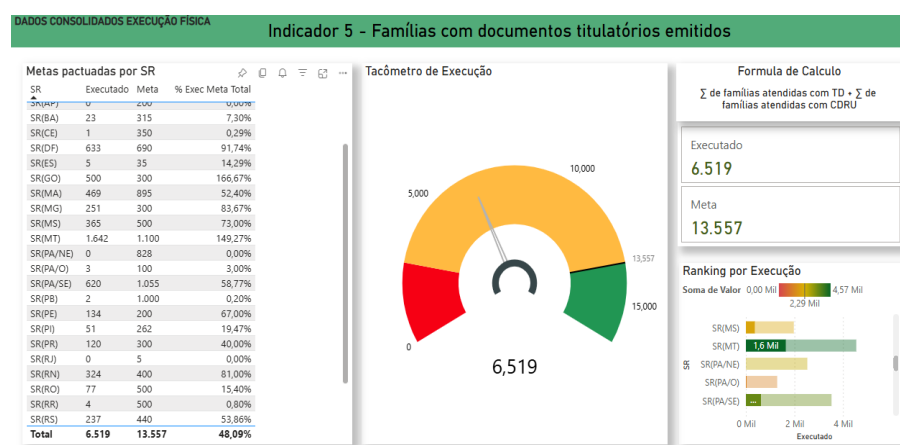 DADOS CONSOLIDADOS EXECUÇÃO FÍSICA
Indicador 5 - Famílias com documentos titulatórios emitidos
Metas pactuadas por SR
SR Executado Meta % Exec Meta Total
SR(AP) 0 200 0,00%
SR(BA) 23 315 7,30%
SR(CE) 1 350 0,29%
SR(DF) 633 690 91,74%
SR(ES) 5 35 14,29%
SR(GO) 500 300 166,67%
SR(MA) 469 895 52,40%
SR(MG) 251 300 83,67%
SR(MS) 365 500 73,00%
SR(MT) 1.642 1.100 149,27%
SR(PA/NE) 0 828 0,00%
SR(PA/O) 3 100 3,00%
SR(PA/SE) 620 1.055 58,77%
SR(PB) 2 1.000 0,20%
SR(PE) 134 200 67,00%
SR(PI) 51 262 19,47%
SR(PR) 120 300 40,00%
SR(RJ) 0 5 0,00%
SR(RN) 324 400 81,00%
SR(RO) 77 500 15,40%
SR(RR) 4 500 0,80%
SR(RS) 237 440 53,86%
Total 6.519 13.557 48,09%
Tacômetro de Execução
10,000
5,000
13,557
15,000
0
6,519
Formula de Calculo
∑ de famílias atendidas com TD + ∑ de
famílias atendidas com CDRU
Executado
6.519
Meta
13.557
Ranking por Execução
Soma de Valor 0,00 Mil 4,57 Mil
2,29 Mil
SR(MS)
SR(MT) 1,6 Mil
SR(PA/NE)
SR(PA/O)
SR(PA/SE) ...
SR
0 Mil 2 Mil 4 Mil
Executado